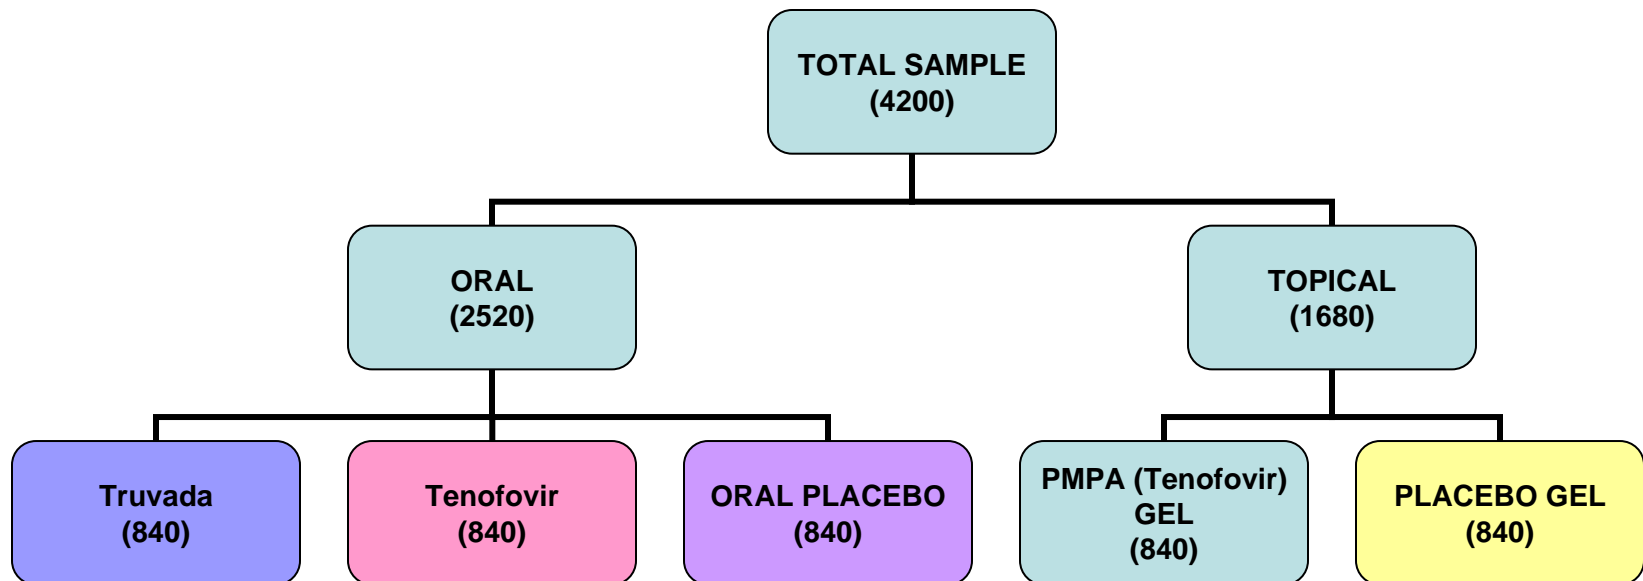 TOTAL SAMPLE
(4200)
ORAL
(2520)
TOPICAL
(1680)
Truvada
(840)
Tenofovir
(840)
ORAL PLACEBO
(840)
PMPA (Tenofovir)
GEL
(840)
PLACEBO GEL
(840)